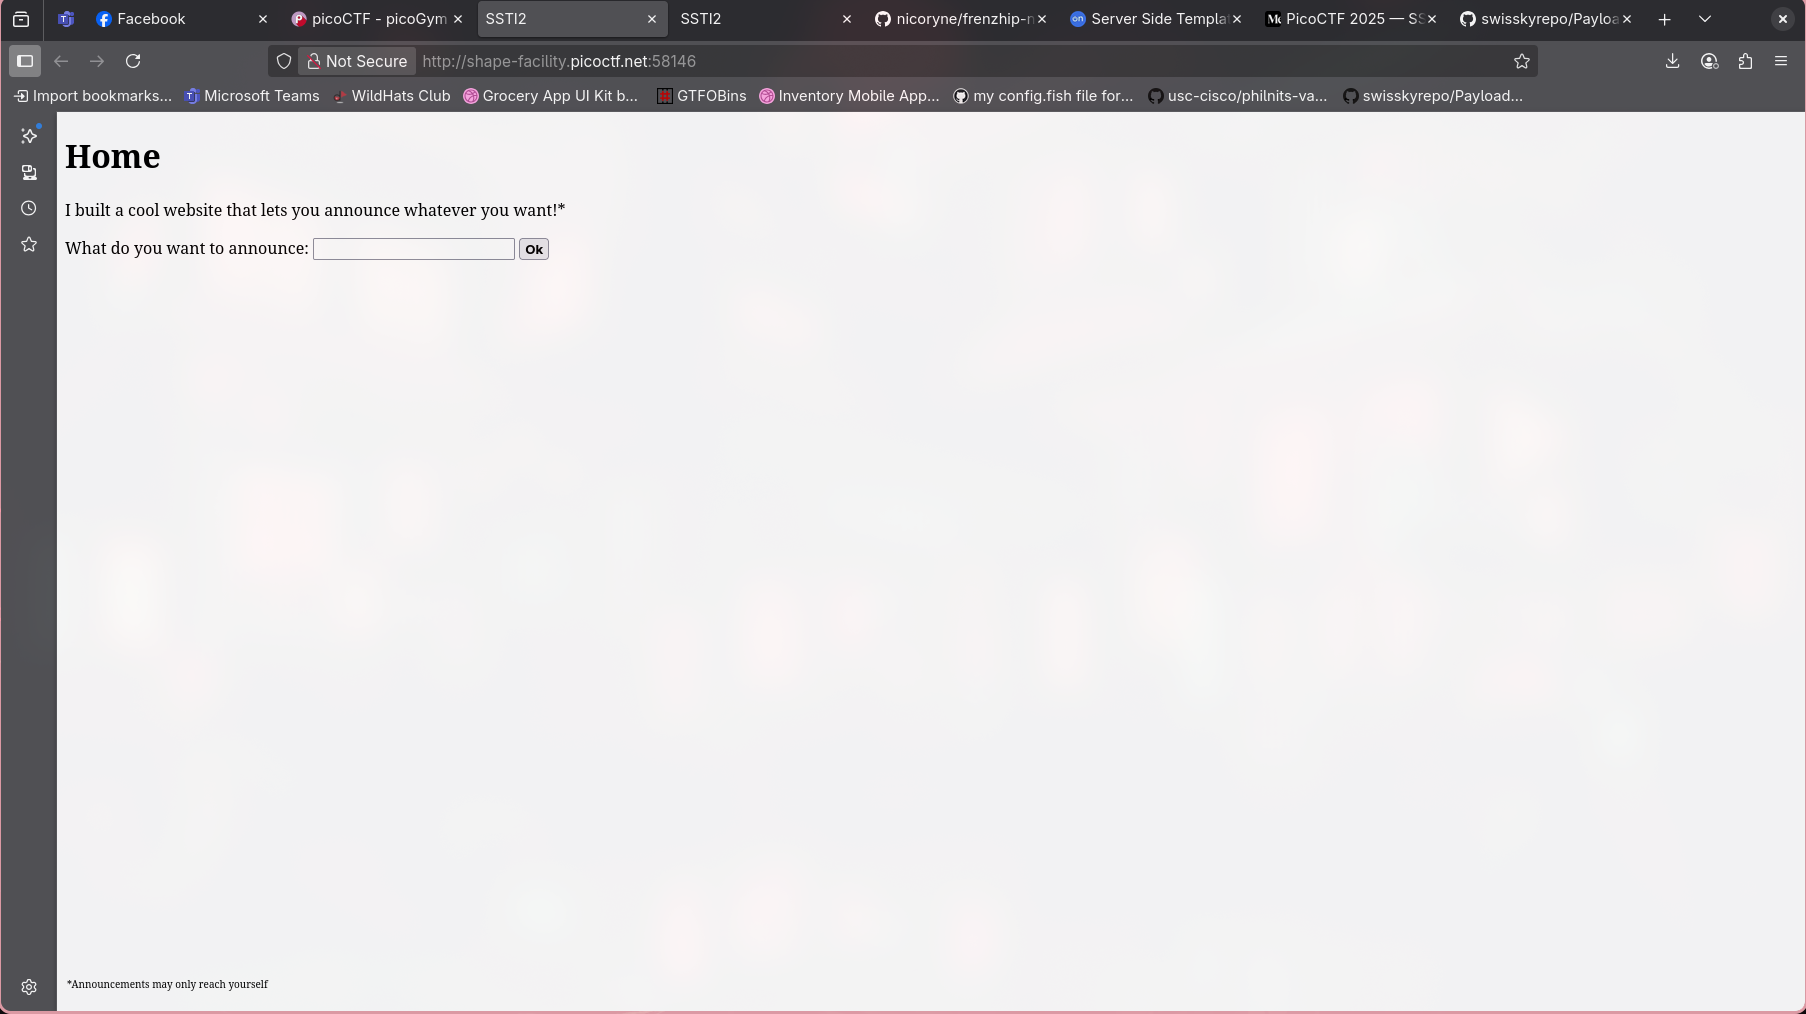 Facebook
picoCTF - picoGym
SSTI2
SSTI2
nicoryne/frenzhip-n
Server Side Templa
PicoCTF 2025 — SS
swisskyrepo/Payloa
Not Secure
http://shape-facility.picoctf.net:58146
Import bookmarks...
Microsoft Teams
WildHats Club
Grocery App UI Kit b...
GTFOBins
Inventory Mobile App...
my config.fish file for...
usc-cisco/philnits-va...
swisskyrepo/Payload...
Home
I built a cool website that lets you announce whatever you want!*
What do you want to announce:
Ok
*Announcements may only reach yourself